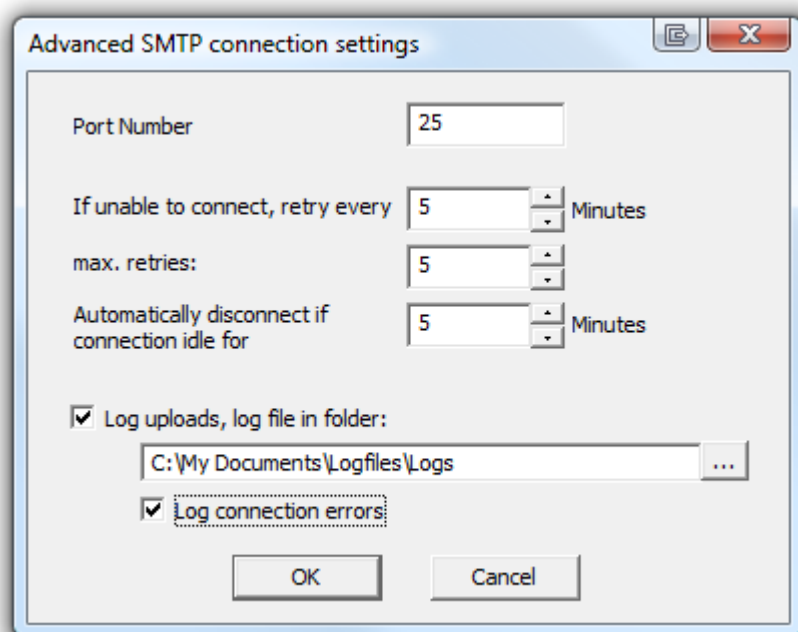 Advanced SMTP connection settings
Port Number 25
If unable to connect, retry every 5 Minutes
max. retries: 5
Automatically disconnect if
connection idle for 5 Minutes
Log uploads, log file in folder:
C:\My Documents\Logfiles\Logs ...
Log connection errors
OK Cancel